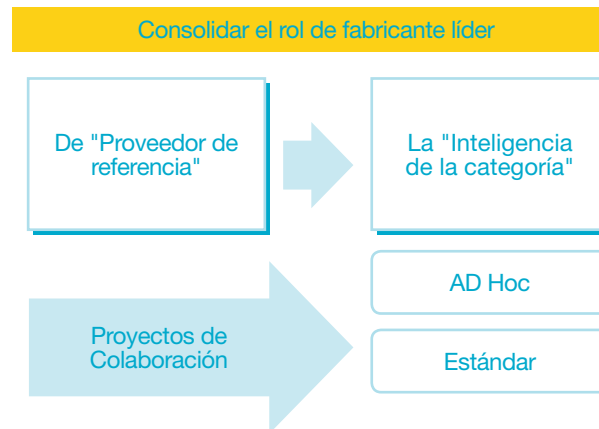 Consolidar el rol de fabricante líder
De "Proveedor de
referencia"
La "Inteligencia
de la categoría"
AD Hoc
Proyectos de
Colaboración
Estándar